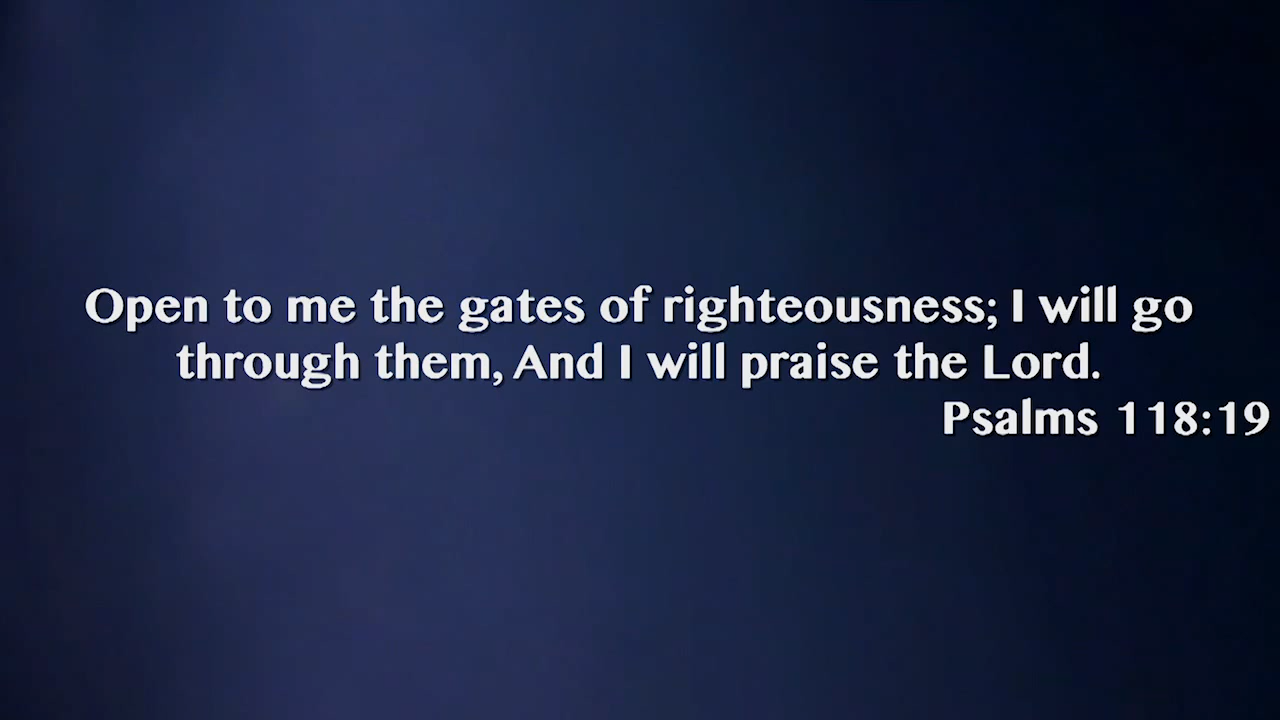 Open to me the gates of righteousness; I will go
through them, And I will praise the Lord.
Psalms 118:19